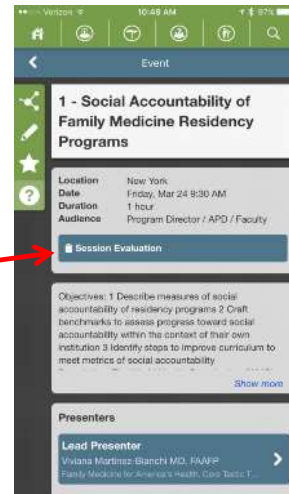 Verizon 10:48 AM 97%
Event
1 - Social Accountability of
Family Medicine Residency
Programs
Location New York
Date Friday, Mar 24 9:30 AM
Duration 1 hour
Audience Program Director / APD / Faculty
Session Evaluation
Objectives: 1 Describe measures of social
accountability of residency programs 2 Craft
benchmarks to assess progress toward social
accountability within the context of their own
institution 3 Identify steps to improve curriculum to
meet metrics of social accountability
Show more
Presenters
Lead Presenter
Viviana Martinez-Bianchi MD, FAAFP
Family Medicine for America's Health, Core Tactic T...